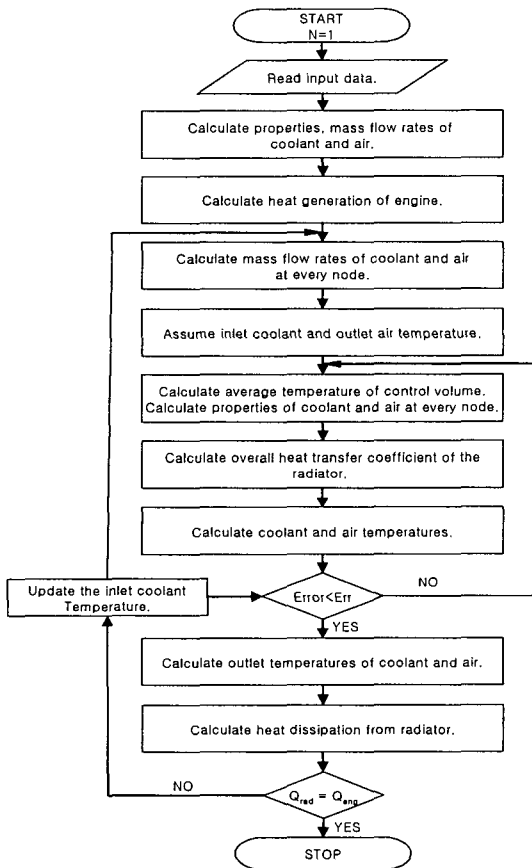 START
N=1
Read input data.
Calculate properties, mass flow rates of
coolant and air.
Calculate heat generation of engine.
Calculate mass flow rates of coolant and air
at every node.
Assume inlet coolant and outlet air temperature.
Calculate average temperature of control volume.
Calculate properties of coolant and air at every node.
Calculate overall heat transfer coefficient of the
radiator.
Calculate coolant and air temperatures.
Update the inlet coolant
Temperature.
Error<Err
NO
YES
Calculate outlet temperatures of coolant and air.
Calculate heat dissipation from radiator.
NO
Qrad = Qeng
YES
STOP